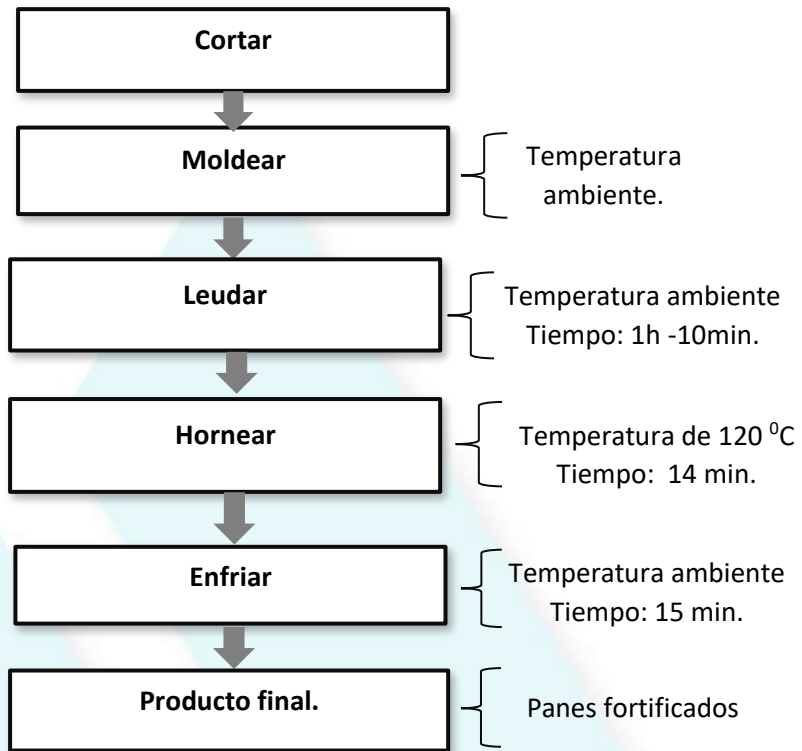 Cortar
Moldear
Temperatura
ambiente.
Leudar
Temperatura ambiente
Tiempo: 1h -10min.
Hornear
Temperatura de 120 ⁰C
Tiempo:  14 min.
Enfriar
Temperatura ambiente
Tiempo: 15 min.
Producto final.
Panes fortificados